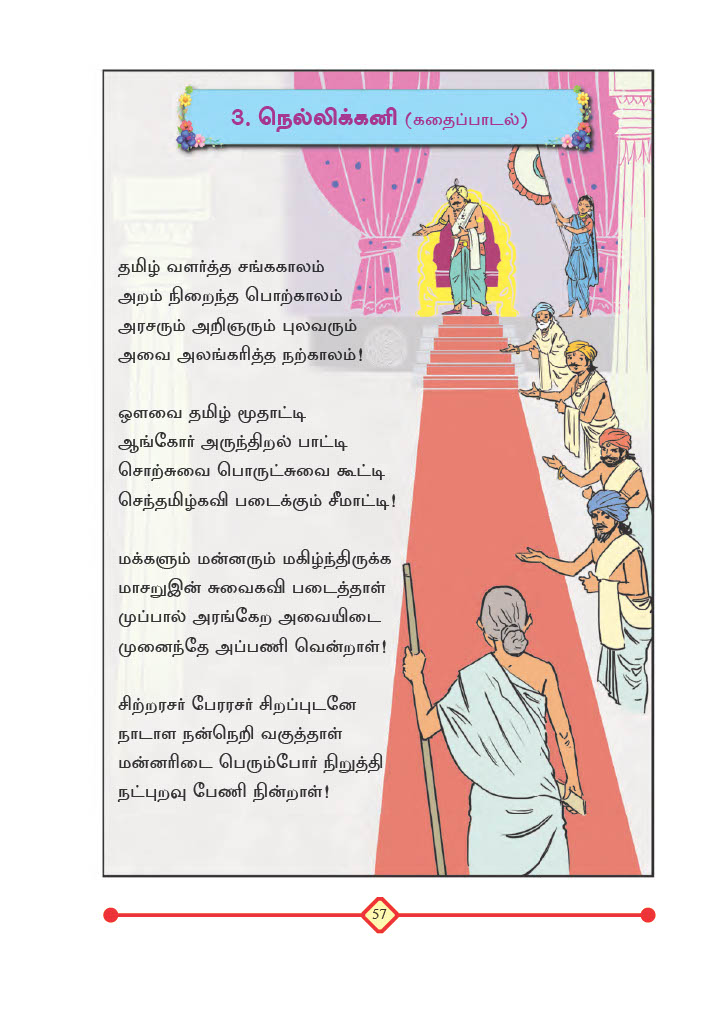 3. நெல்லிக்கனி (கதைப்பாடல்)
தமிழ் வளர்த்த சங்ககாலம்
அறம் நிறைந்த பொற்காலம்
அரசரும் அறிஞரும் புலவரும்
அவை அலங்கரித்த நற்காலம்!
ஔவை தமிழ் மூதாட்டி
ஆங்கோர் அருந்திறல் பாட்டி
சொற்சுவை பொருட்சுவை கூட்டி
செந்தமிழ்கவி படைக்கும் சீமாட்டி!
மக்களும் மன்னரும் மகிழ்ந்திருக்க
மாசறுஇன் சுவைகவி படைத்தாள்
முப்பால் அரங்கேற அவையிடை
முனைந்தே அப்பணி வென்றாள்!
சிற்றரசர் பேரரசர் சிறப்புடனே
நாடாள நன்னெறி வகுத்தாள்
மன்னரிடை பெரும்போர் நிறுத்தி
நட்புறவு பேணி நின்றாள்!
57